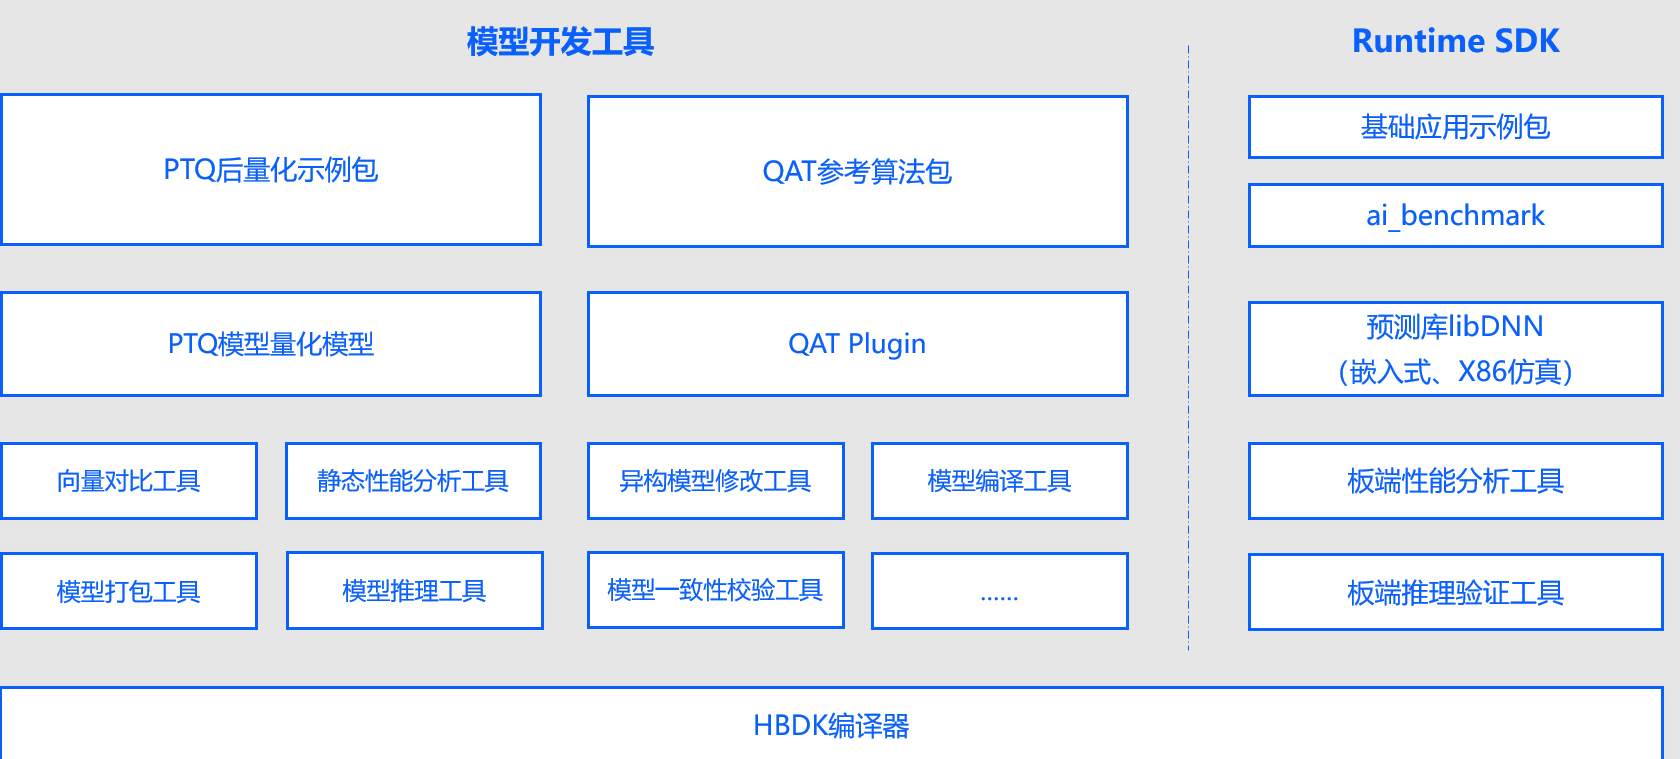 模型开发工具
Runtime SDK
PTQ后量化示例包
QAT参考算法包
基础应用示例包
ai_benchmark
PTQ模型量化模型
QAT Plugin
预测库libDNN
（嵌入式、X86仿真）
向量对比工具
静态性能分析工具
异构模型修改工具
模型编译工具
板端性能分析工具
模型打包工具
模型推理工具
模型一致性校验工具
......
板端推理验证工具
HBDK编译器